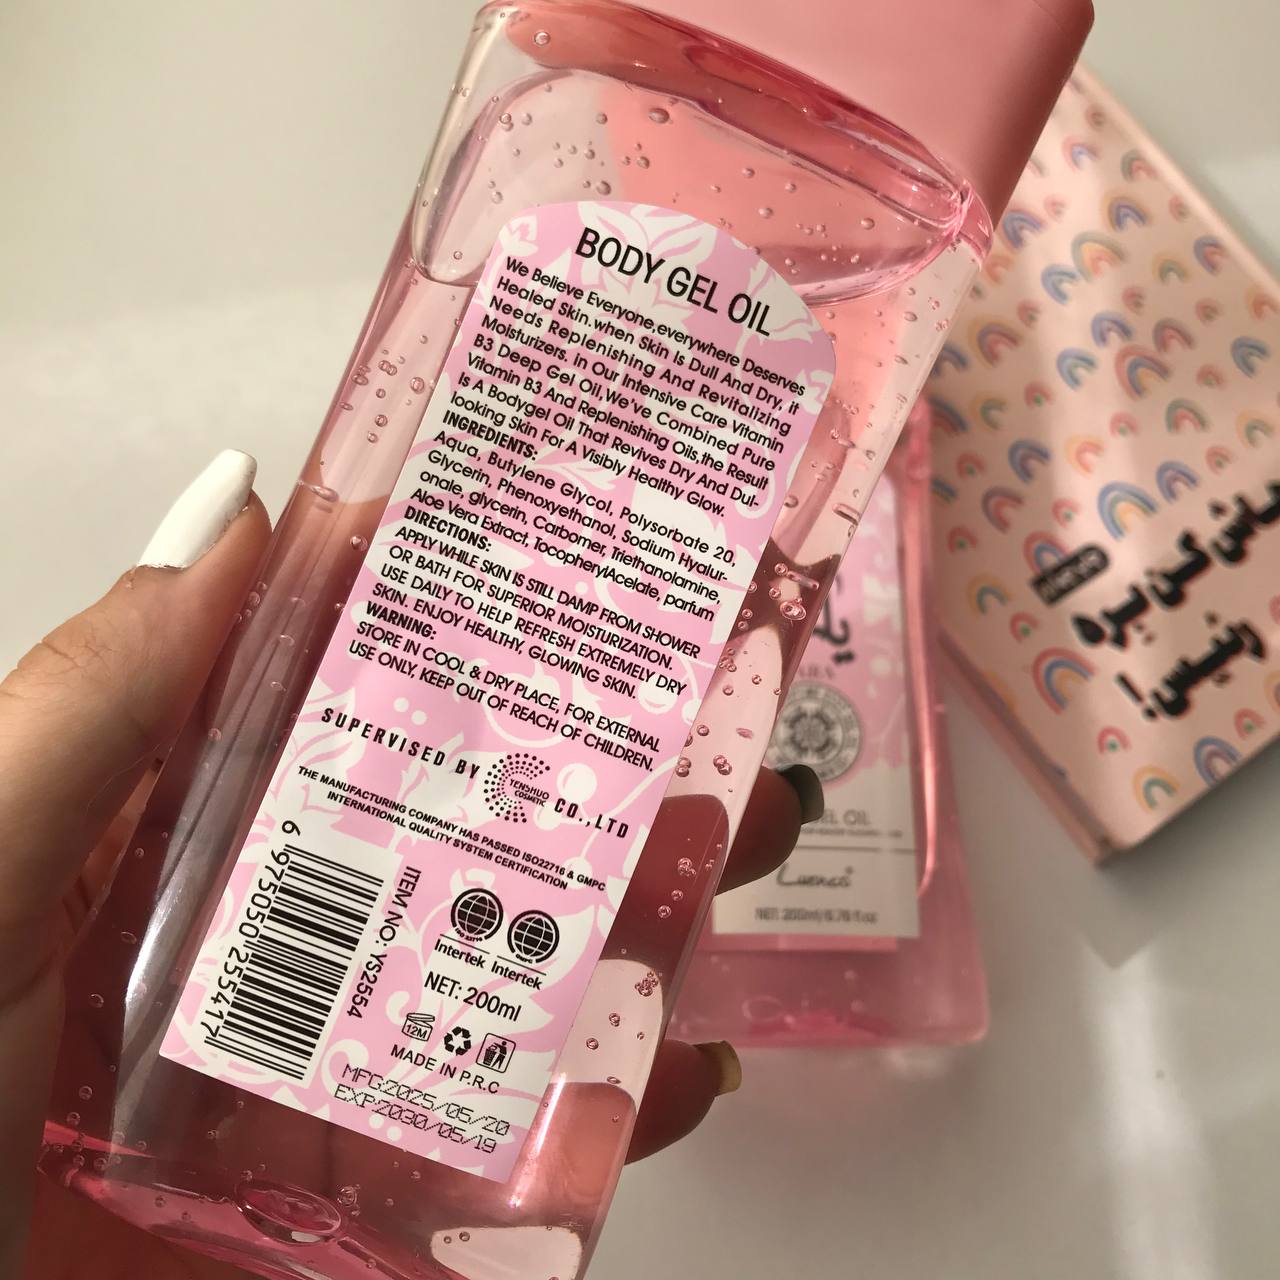 BODY GEL OIL
We Believe Everyone,everywhere Deserves
Healed Skin.when Skin Is Dull And Dry, it
Needs Replenishing And Revitalizing
Moisturizers. in Our Intensive Care Vitamin
B3 Deep Gel Oil,We've Combined Pure
Vitamin B3 And Replenishing Oils,the Result
Is A Bodygel Oil That Revives Dry And Dul-
looking Skin For A Visibly Healthy Glow.
INGREDIENTS:
Aqua, Butylene Glycol, Polysorbate 20,
Glycerin, Phenoxyethanol, Sodium Hyalur-
onale, glycerin, Carbomer, Triethanolamine,
Aloe Vera Extract, TocopherylAcelate, parfum
DIRECTIONS:
APPLY WHILE SKIN IS STILL DAMP FROM SHOWER
OR BATH FOR SUPERIOR MOISTURIZATION.
USE DAILY TO HELP REFRESH EXTREMELY DRY
SKIN. ENJOY HEALTHY, GLOWING SKIN.
WARNING:
STORE IN COOL & DRY PLACE, FOR EXTERNAL
USE ONLY, KEEP OUT OF REACH OF CHILDREN.
SUPERVISED BY TENSHUO COSMETIC CO.,LTD
THE MANUFACTURING COMPANY HAS PASSED ISO22716 & GMPC
INTERNATIONAL QUALITY SYSTEM CERTIFICATION
6 975050 255417
ITEM NO: YS2554
Intertek Intertek
NET: 200ml
12M
MADE IN P.R.C
MFG:2025/05/20
EXP:2030/05/19
GEL OIL
NET: 200ml/6.76 fl oz